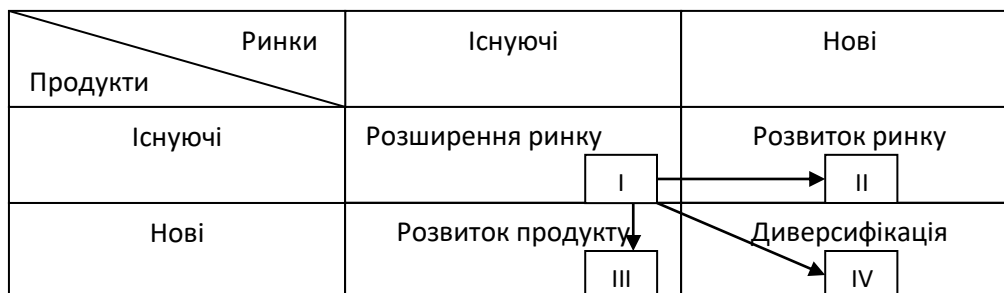 Ринки
Існуючі
Нові
Продукти
Існуючі
Розширення ринку
Розвиток ринку
I
II
Нові
Розвиток продукту
Диверсифікація
III
IV